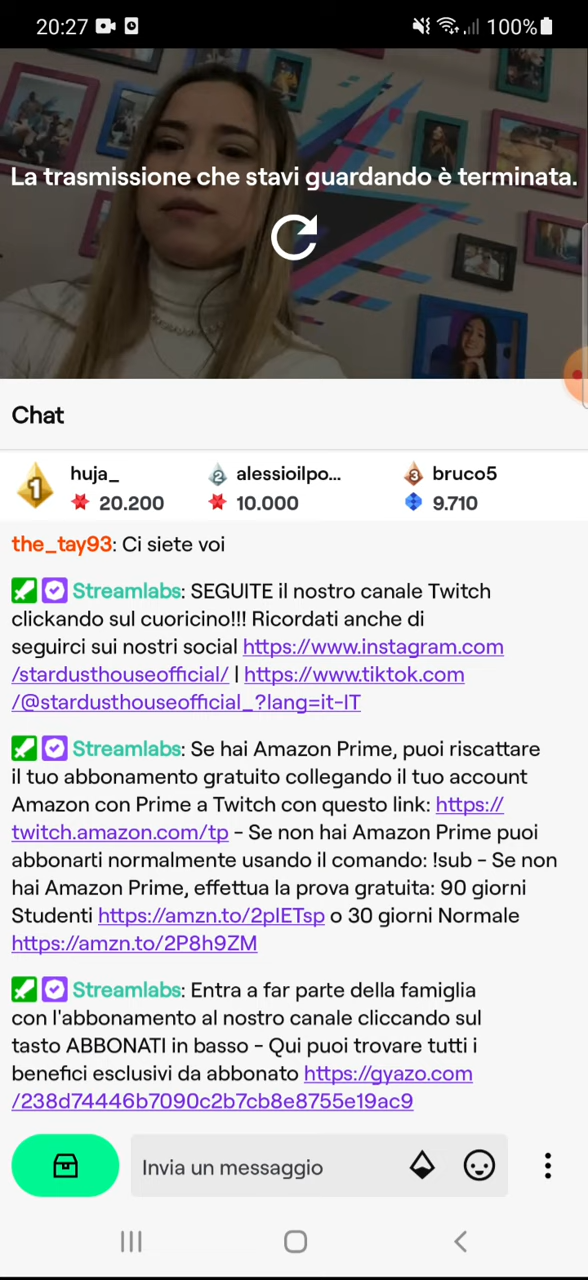 20:27
100%
La trasmissione che stavi guardando è terminata.
Chat
1 huja_ 2 alessioilpo... 3 bruco5
20.200 10.000 9.710
the_tay93: Ci siete voi
Streamlabs: SEGUITE il nostro canale Twitch
clickando sul cuoricino!!! Ricordati anche di
seguirci sui nostri social https://www.instagram.com
/stardusthouseofficial/ | https://www.tiktok.com
/@stardusthouseofficial_?lang=it-IT
Streamlabs: Se hai Amazon Prime, puoi riscattare
il tuo abbonamento gratuito collegando il tuo account
Amazon con Prime a Twitch con questo link: https://
twitch.amazon.com/tp - Se non hai Amazon Prime puoi
abbonarti normalmente usando il comando: !sub - Se non
hai Amazon Prime, effettua la prova gratuita: 90 giorni
Studenti https://amzn.to/2pIETsp o 30 giorni Normale
https://amzn.to/2P8h9ZM
Streamlabs: Entra a far parte della famiglia
con l'abbonamento al nostro canale cliccando sul
tasto ABBONATI in basso - Qui puoi trovare tutti i
benefici esclusivi da abbonato https://gyazo.com
/238d74446b7090c2b7cb8e8755e19ac9
Invia un messaggio